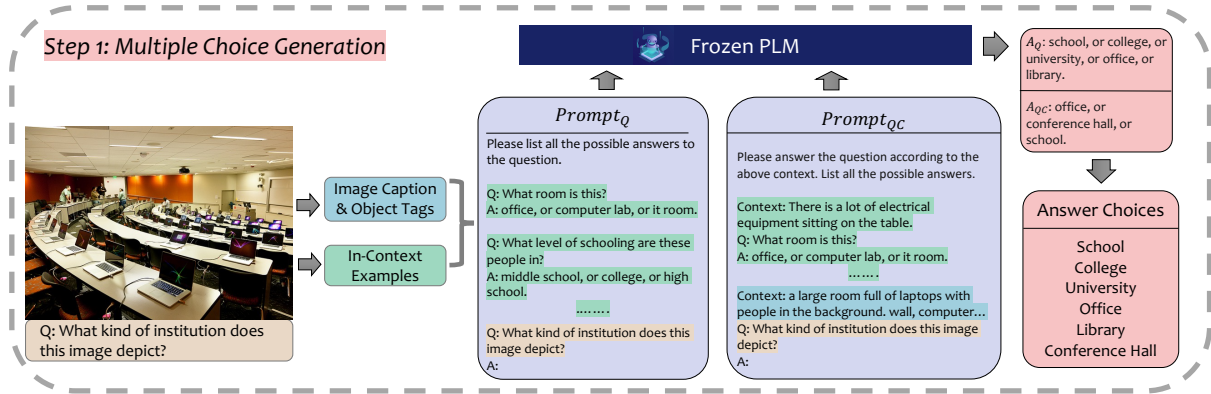 Step 1: Multiple Choice Generation
Q: What kind of institution does
this image depict?
Image Caption
& Object Tags
In-Context
Examples
Frozen PLM
Prompt_Q
Please list all the possible answers to
the question.
Q: What room is this?
A: office, or computer lab, or it room.
Q: What level of schooling are these
people in?
A: middle school, or college, or high
school.
........
Q: What kind of institution does this
image depict?
A:
Prompt_QC
Please answer the question according to the
above context. List all the possible answers.
Context: There is a lot of electrical
equipment sitting on the table.
Q: What room is this?
A: office, or computer lab, or it room.
.......
Context: a large room full of laptops with
people in the background. wall, computer...
Q: What kind of institution does this image
depict?
A:
A_Q: school, or college, or
university, or office, or
library.
A_QC: office, or
conference hall, or
school.
Answer Choices
School
College
University
Office
Library
Conference Hall